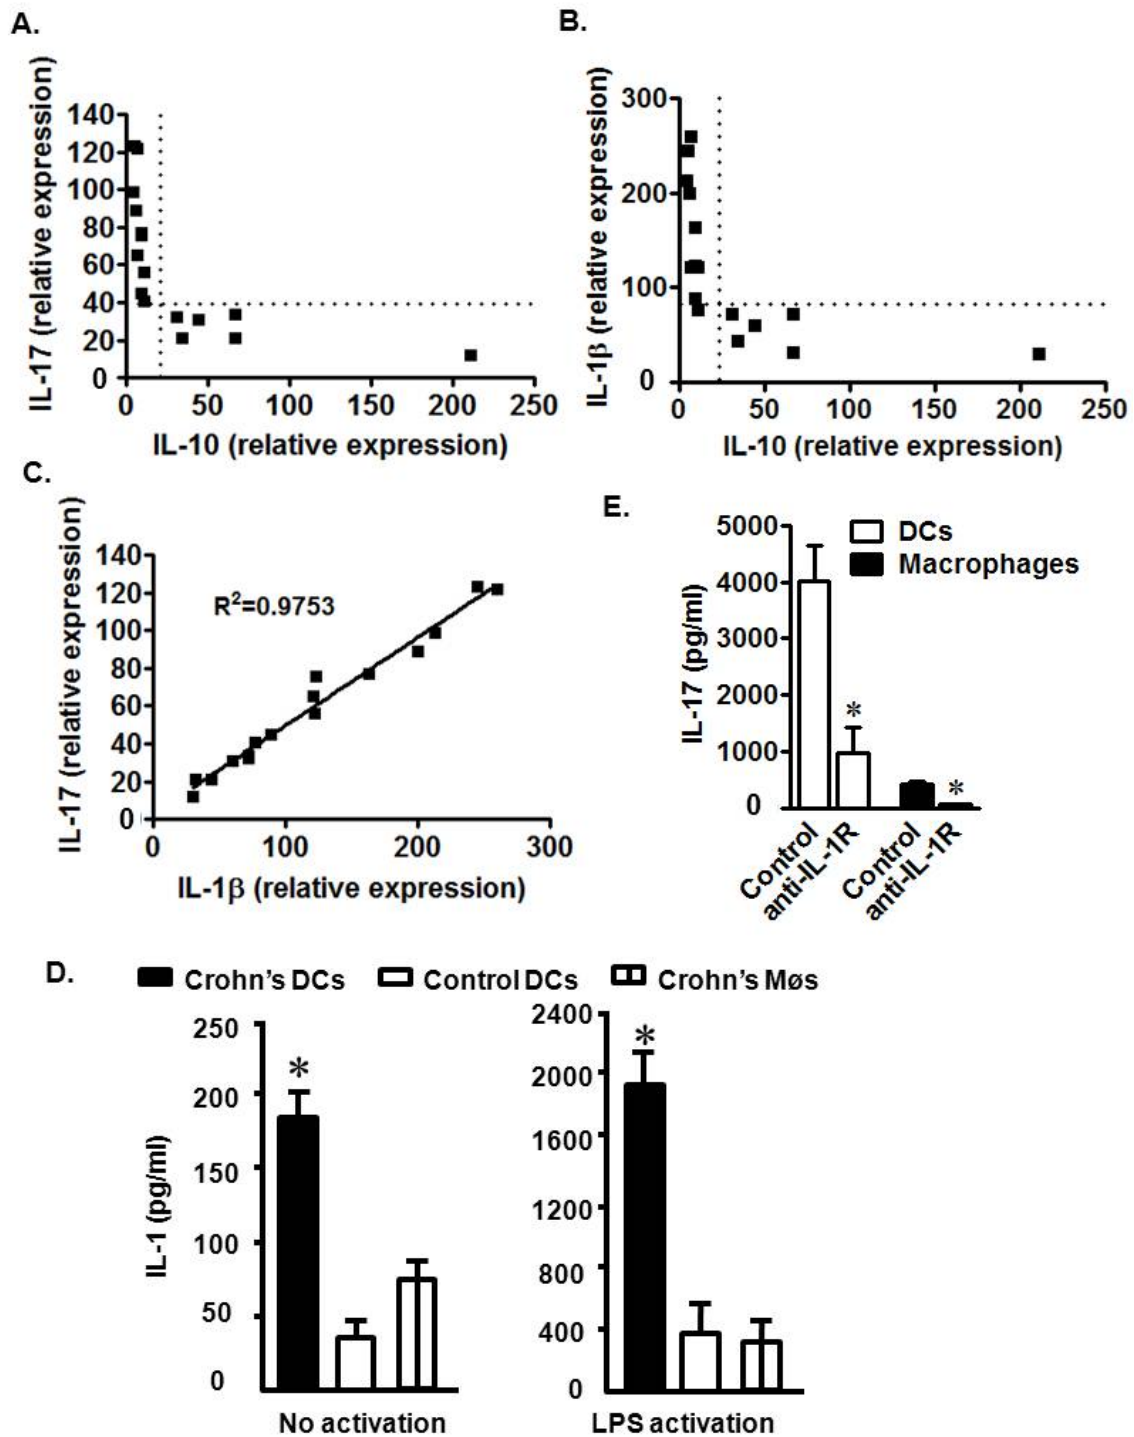 A.
IL-17 (relative expression)
140
120
100
80
60
40
20
0
0 50 100 150 200 250
IL-10 (relative expression)
B.
IL-1β (relative expression)
300
200
100
0
0 50 100 150 200 250
IL-10 (relative expression)
C.
IL-17 (relative expression)
140
120
100
80
60
40
20
0
R²=0.9753
0 100 200 300
IL-1β (relative expression)
E.
IL-17 (pg/ml)
5000
4000
3000
2000
1000
0
DCs
Macrophages
*
*
Control
anti-IL-1R
Control
anti-IL-1R
D.
Crohn's DCs Control DCs Crohn's Møs
IL-1 (pg/ml)
250
200
150
100
50
0
*
No activation
2400
2000
1600
1200
800
400
0
*
LPS activation